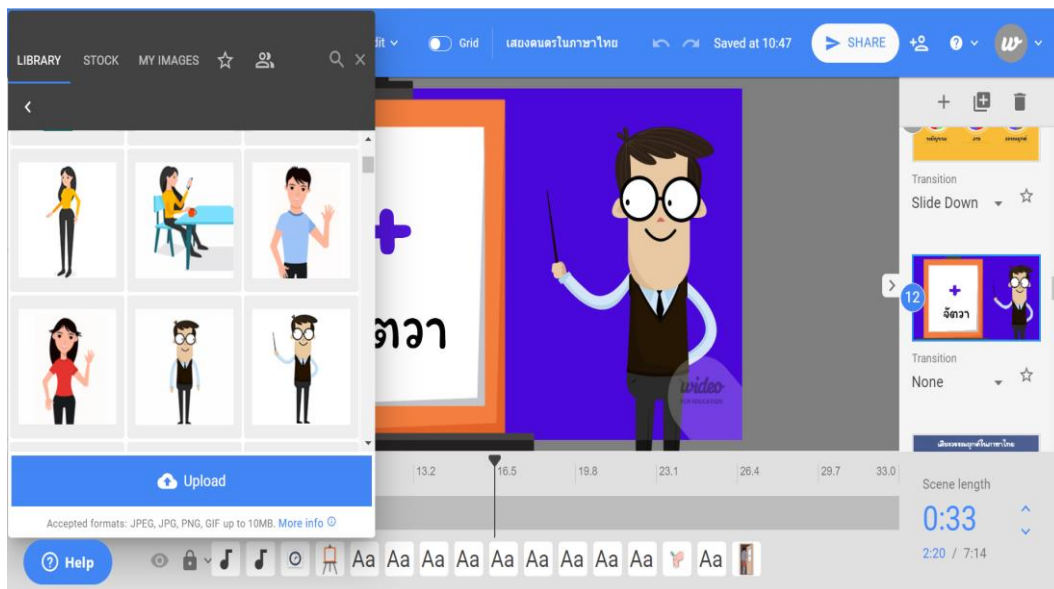 LIBRARY STOCK MY IMAGES
dit Grid เสยงดนตรในภาษาไทย Saved at 10:47 SHARE
+
ตวา
wideo
FOR EDUCATION
Transition
Slide Down
12
+
จัตวา
Transition
None
Upload
Accepted formats: JPEG, JPG, PNG, GIF up to 10MB. More info
13.2 16.5 19.8 23.1 26.4 29.7 33.0
Scene length
0:33
2:20 / 7:14
Help
Aa Aa Aa Aa Aa Aa Aa Aa Aa Aa